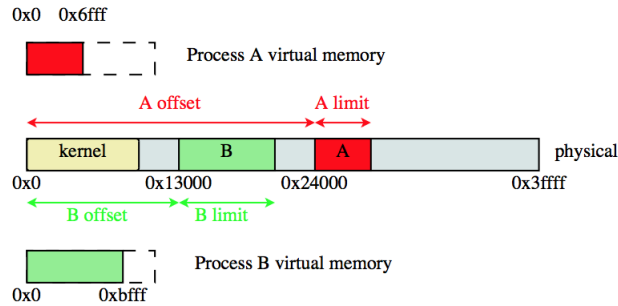 0x0 0x6fff
Process A virtual memory
A offset A limit
kernel B A physical
0x0 0x13000 0x24000 0x3ffff
B offset B limit
Process B virtual memory
0x0 0xbfff